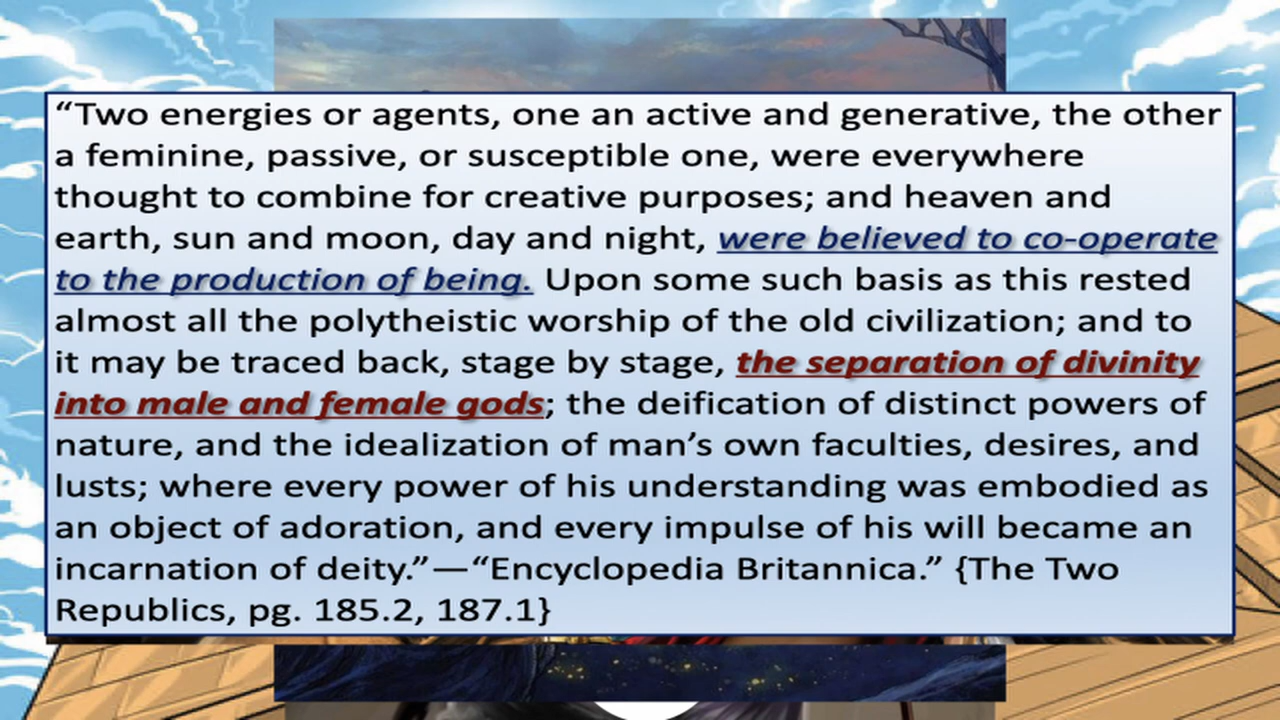 “Two energies or agents, one an active and generative, the other
a feminine, passive, or susceptible one, were everywhere
thought to combine for creative purposes; and heaven and
earth, sun and moon, day and night, were believed to co-operate
to the production of being. Upon some such basis as this rested
almost all the polytheistic worship of the old civilization; and to
it may be traced back, stage by stage, the separation of divinity
into male and female gods; the deification of distinct powers of
nature, and the idealization of man’s own faculties, desires, and
lusts; where every power of his understanding was embodied as
an object of adoration, and every impulse of his will became an
incarnation of deity.”—“Encyclopedia Britannica.” {The Two
Republics, pg. 185.2, 187.1}